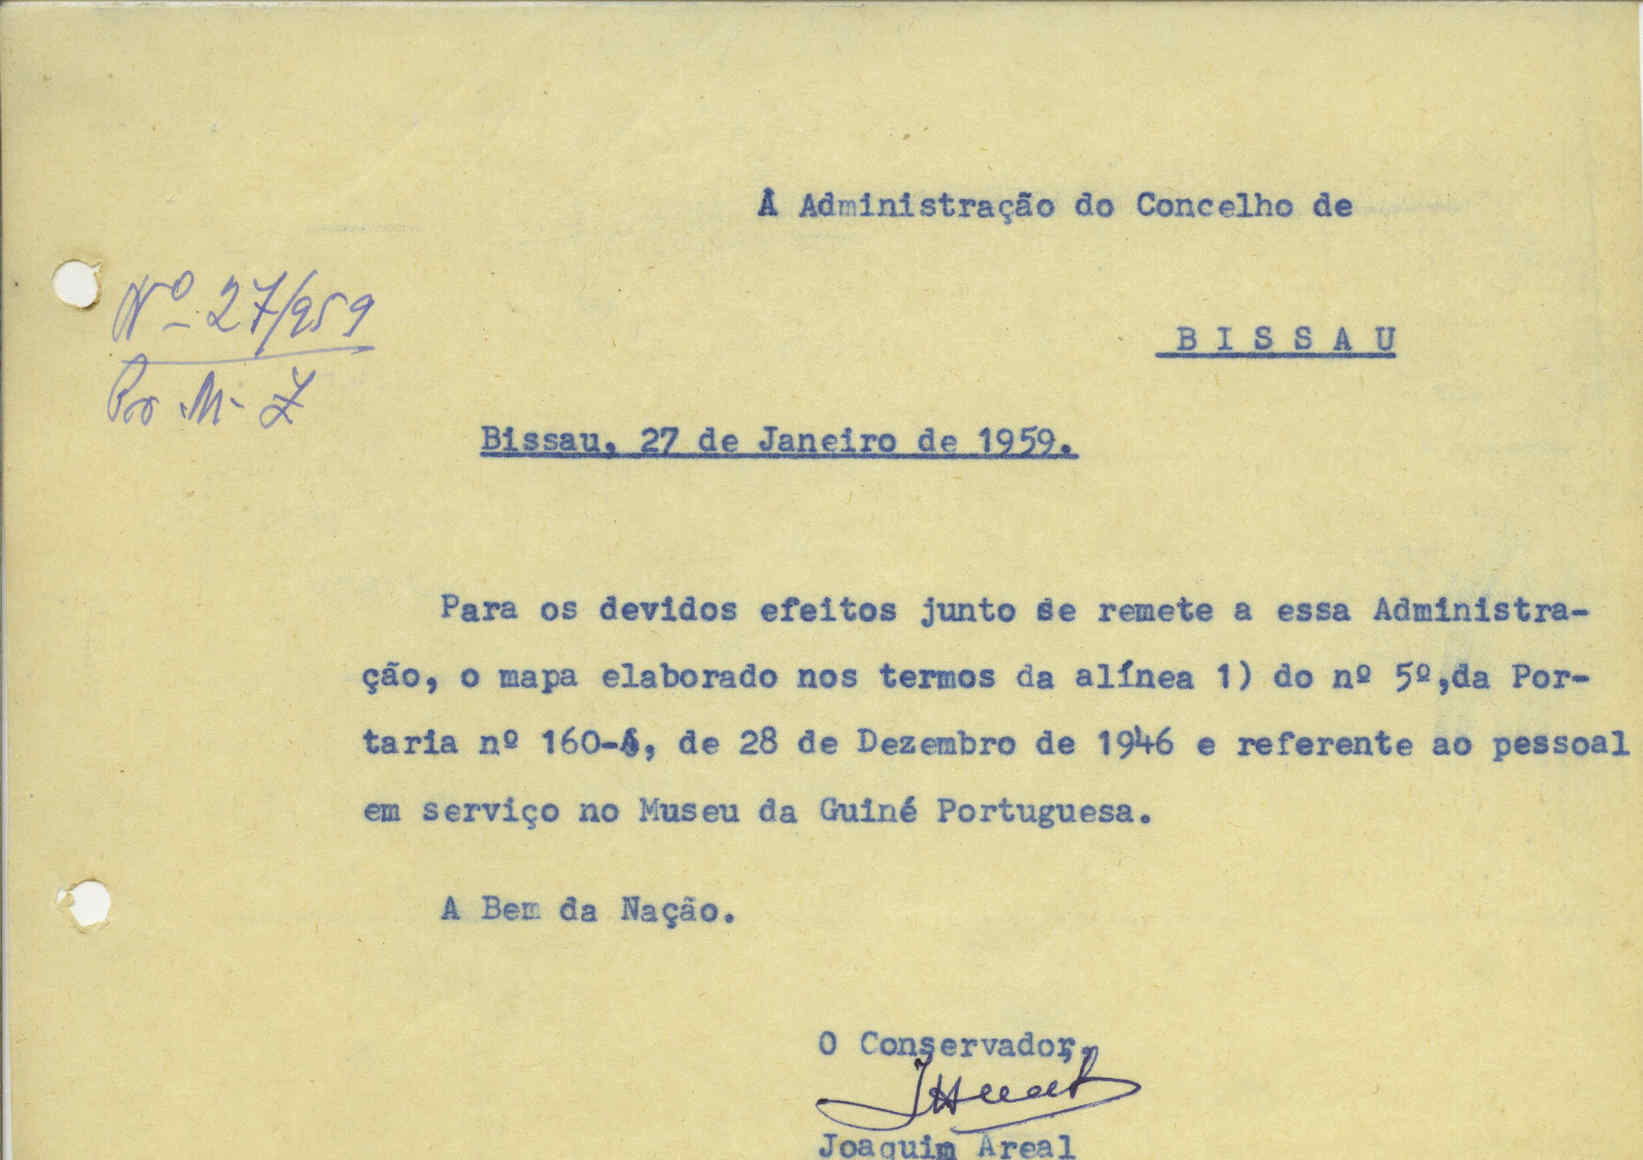 À Administração do Concelho de
Nº 27/959
B I S S A U
Bissau, 27 de Janeiro de 1959.
Para os devidos efeitos junto se remete a essa Administra-
ção, o mapa elaborado nos termos da alínea 1) do nº 5º,da Por-
taria nº 160-A, de 28 de Dezembro de 1946 e referente ao pessoal
em serviço no Museu da Guiné Portuguesa.
A Bem da Nação.
O Conservador,
Joaquim Areal